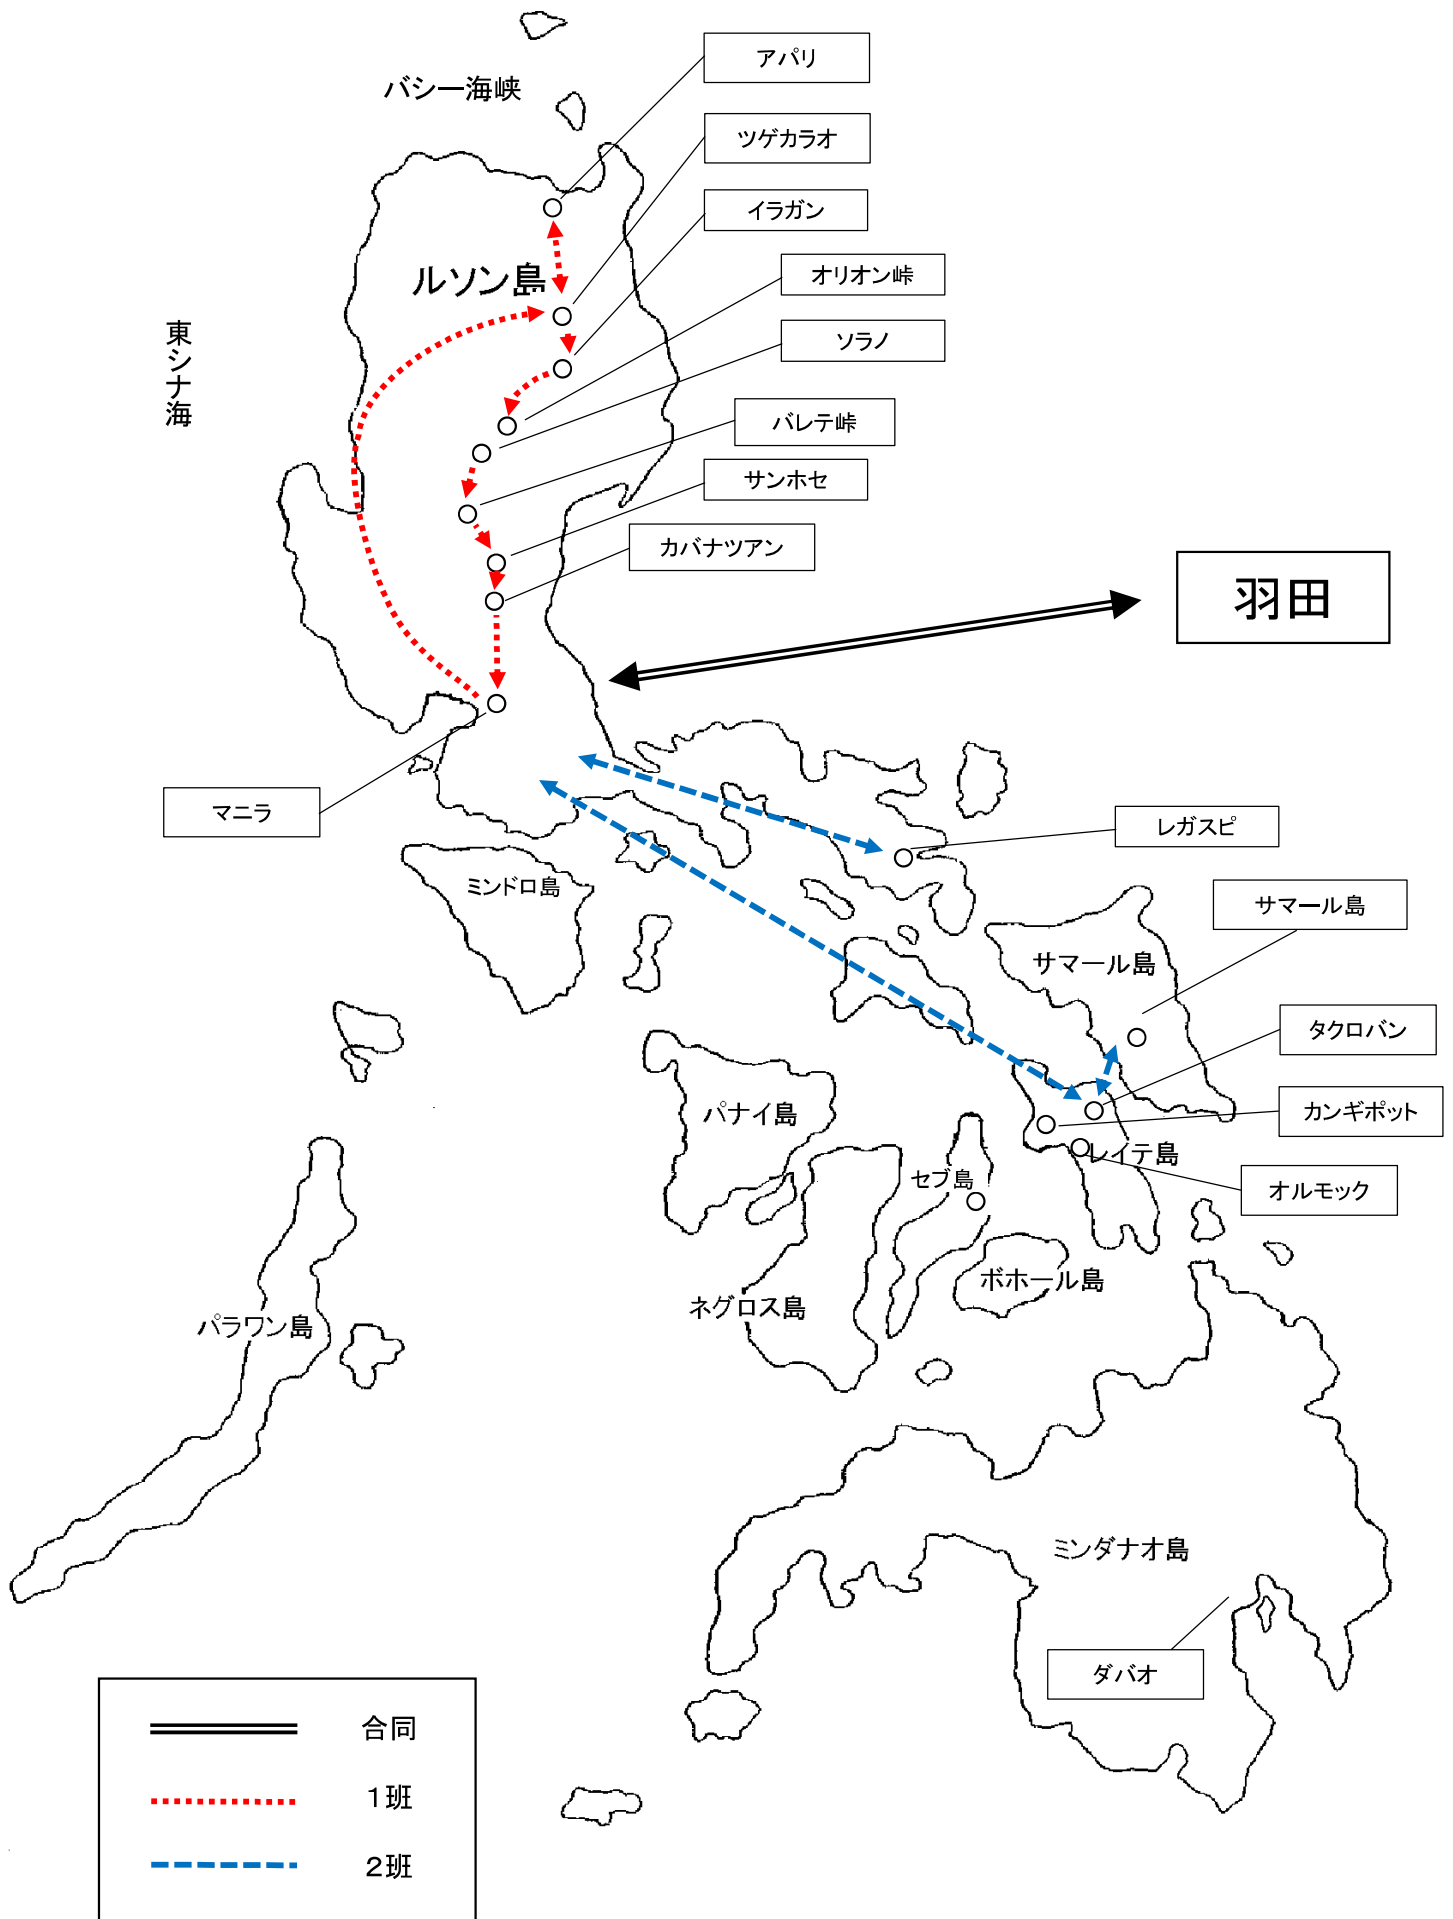 アパリ
バシー海峡
ツゲカラオ
イラガン
オリオン峠
ルソン島
ソラノ
東シナ海
バレテ峠
サンホセ
カバナツアン
羽田
マニラ
レガスピ
ミンドロ島
サマール島
サマール島
タクロバン
パナイ島
カンギポット
レイテ島
セブ島
オルモック
ボホール島
ネグロス島
パラワン島
ミンダナオ島
ダバオ
合同
1班
2班